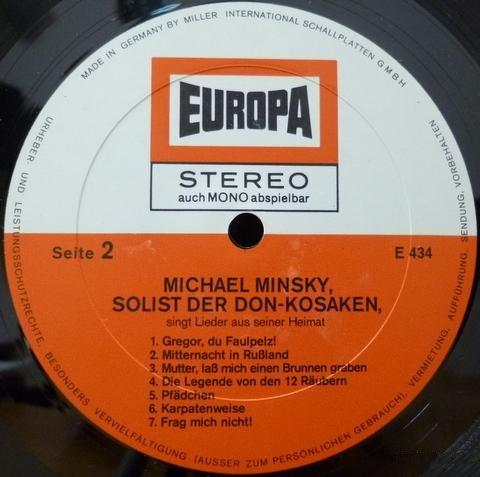 MADE IN GERMANY BY MILLER INTERNATIONAL SCHALLPLATTEN GMBH
EUROPA
STEREO
auch MONO abspielbar
Seite 2
E 434
MICHAEL MINSKY,
SOLIST DER DON-KOSAKEN,
singt Lieder aus seiner Heimat
1. Gregor, du Faulpelz!
2. Mitternacht in Rußland
3. Mutter, laß mich einen Brunnen graben
4. Die Legende von den 12 Räubern
5. Pfädchen
6. Karpatenweise
7. Frag mich nicht!
URHEBER UND LEISTUNGSSCHUTZRECHTE, BESONDERS VERVIELFÄLTIGUNG (AUSSER ZUM PERSÖNLICHEN GEBRAUCH), VERMIETUNG, AUFFÜHRUNG, SENDUNG, VORBEHALTEN